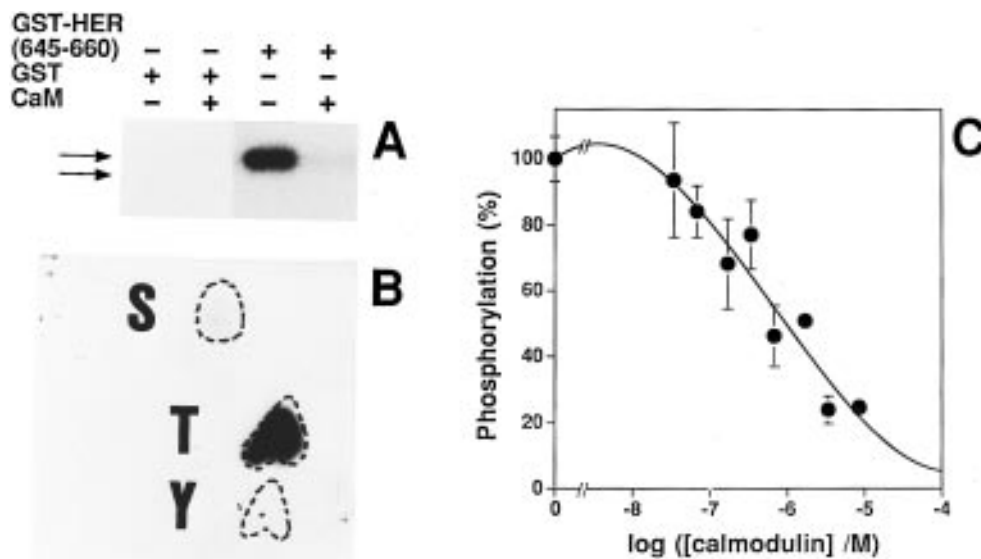 GST-HER
(645-660) – – + +
GST + + – –
CaM – + – +
A
B
S
T
Y
C
Phosphorylation (%)
100
80
60
40
20
0
0 -8 -7 -6 -5 -4
log ([calmodulin] /M)